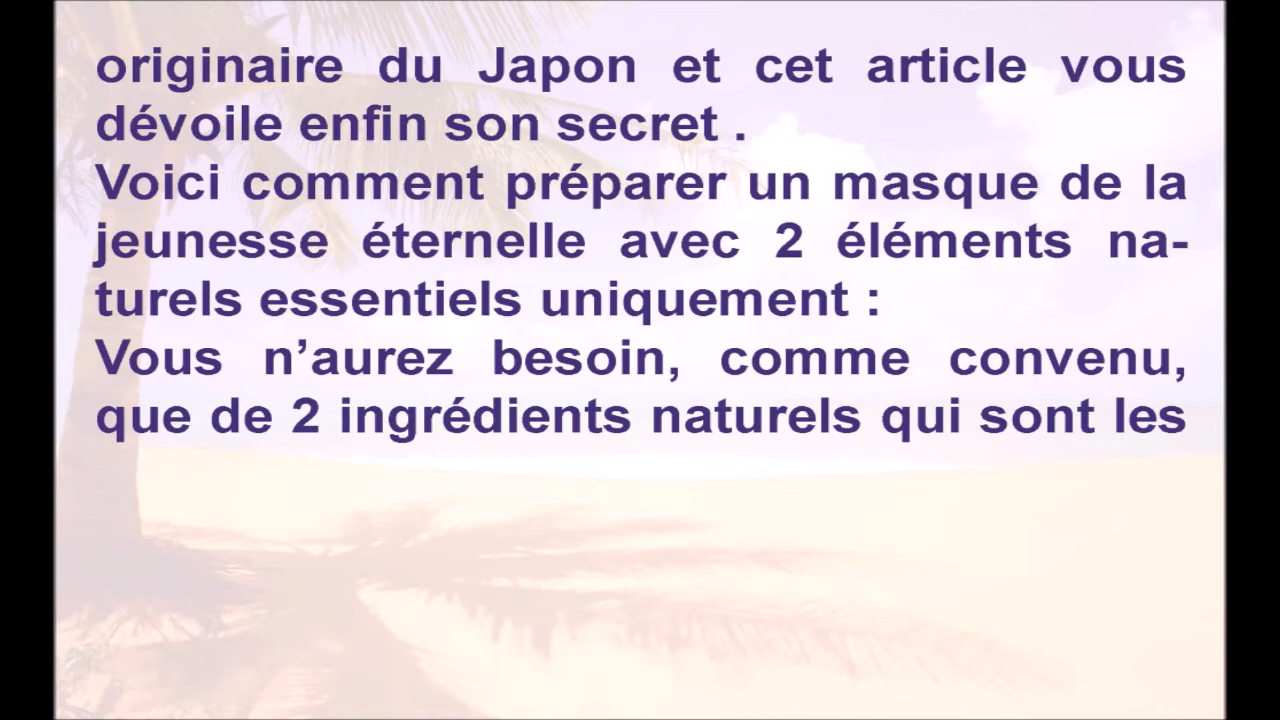 originaire du Japon et cet article vous
dévoile enfin son secret .
Voici comment préparer un masque de la
jeunesse éternelle avec 2 éléments na-
turels essentiels uniquement :
Vous n’aurez besoin, comme convenu,
que de 2 ingrédients naturels qui sont les